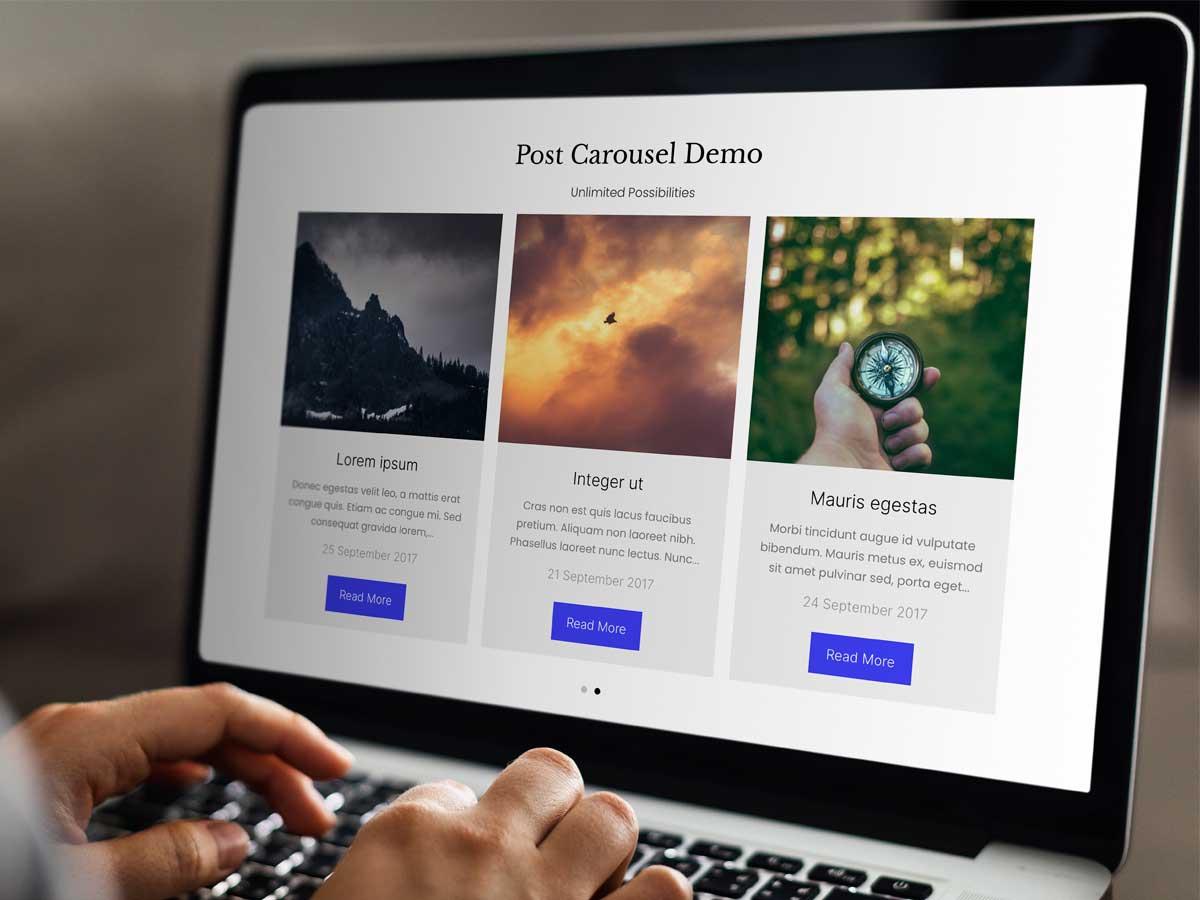 Post Carousel Demo
Unlimited Possibilities
Lorem ipsum
Donec egestas velit leo, a mattis erat
congue quis. Etiam ac congue mi. Sed
consequat gravida lorem,...
25 September 2017
Read More
Integer ut
Cras non est quis lacus faucibus
pretium. Aliquam non laoreet nibh.
Phasellus laoreet nunc lectus. Nunc...
21 September 2017
Read More
Mauris egestas
Morbi tincidunt augue id vulputate
bibendum. Mauris metus ex, euismod
sit amet pulvinar sed, porta eget...
24 September 2017
Read More